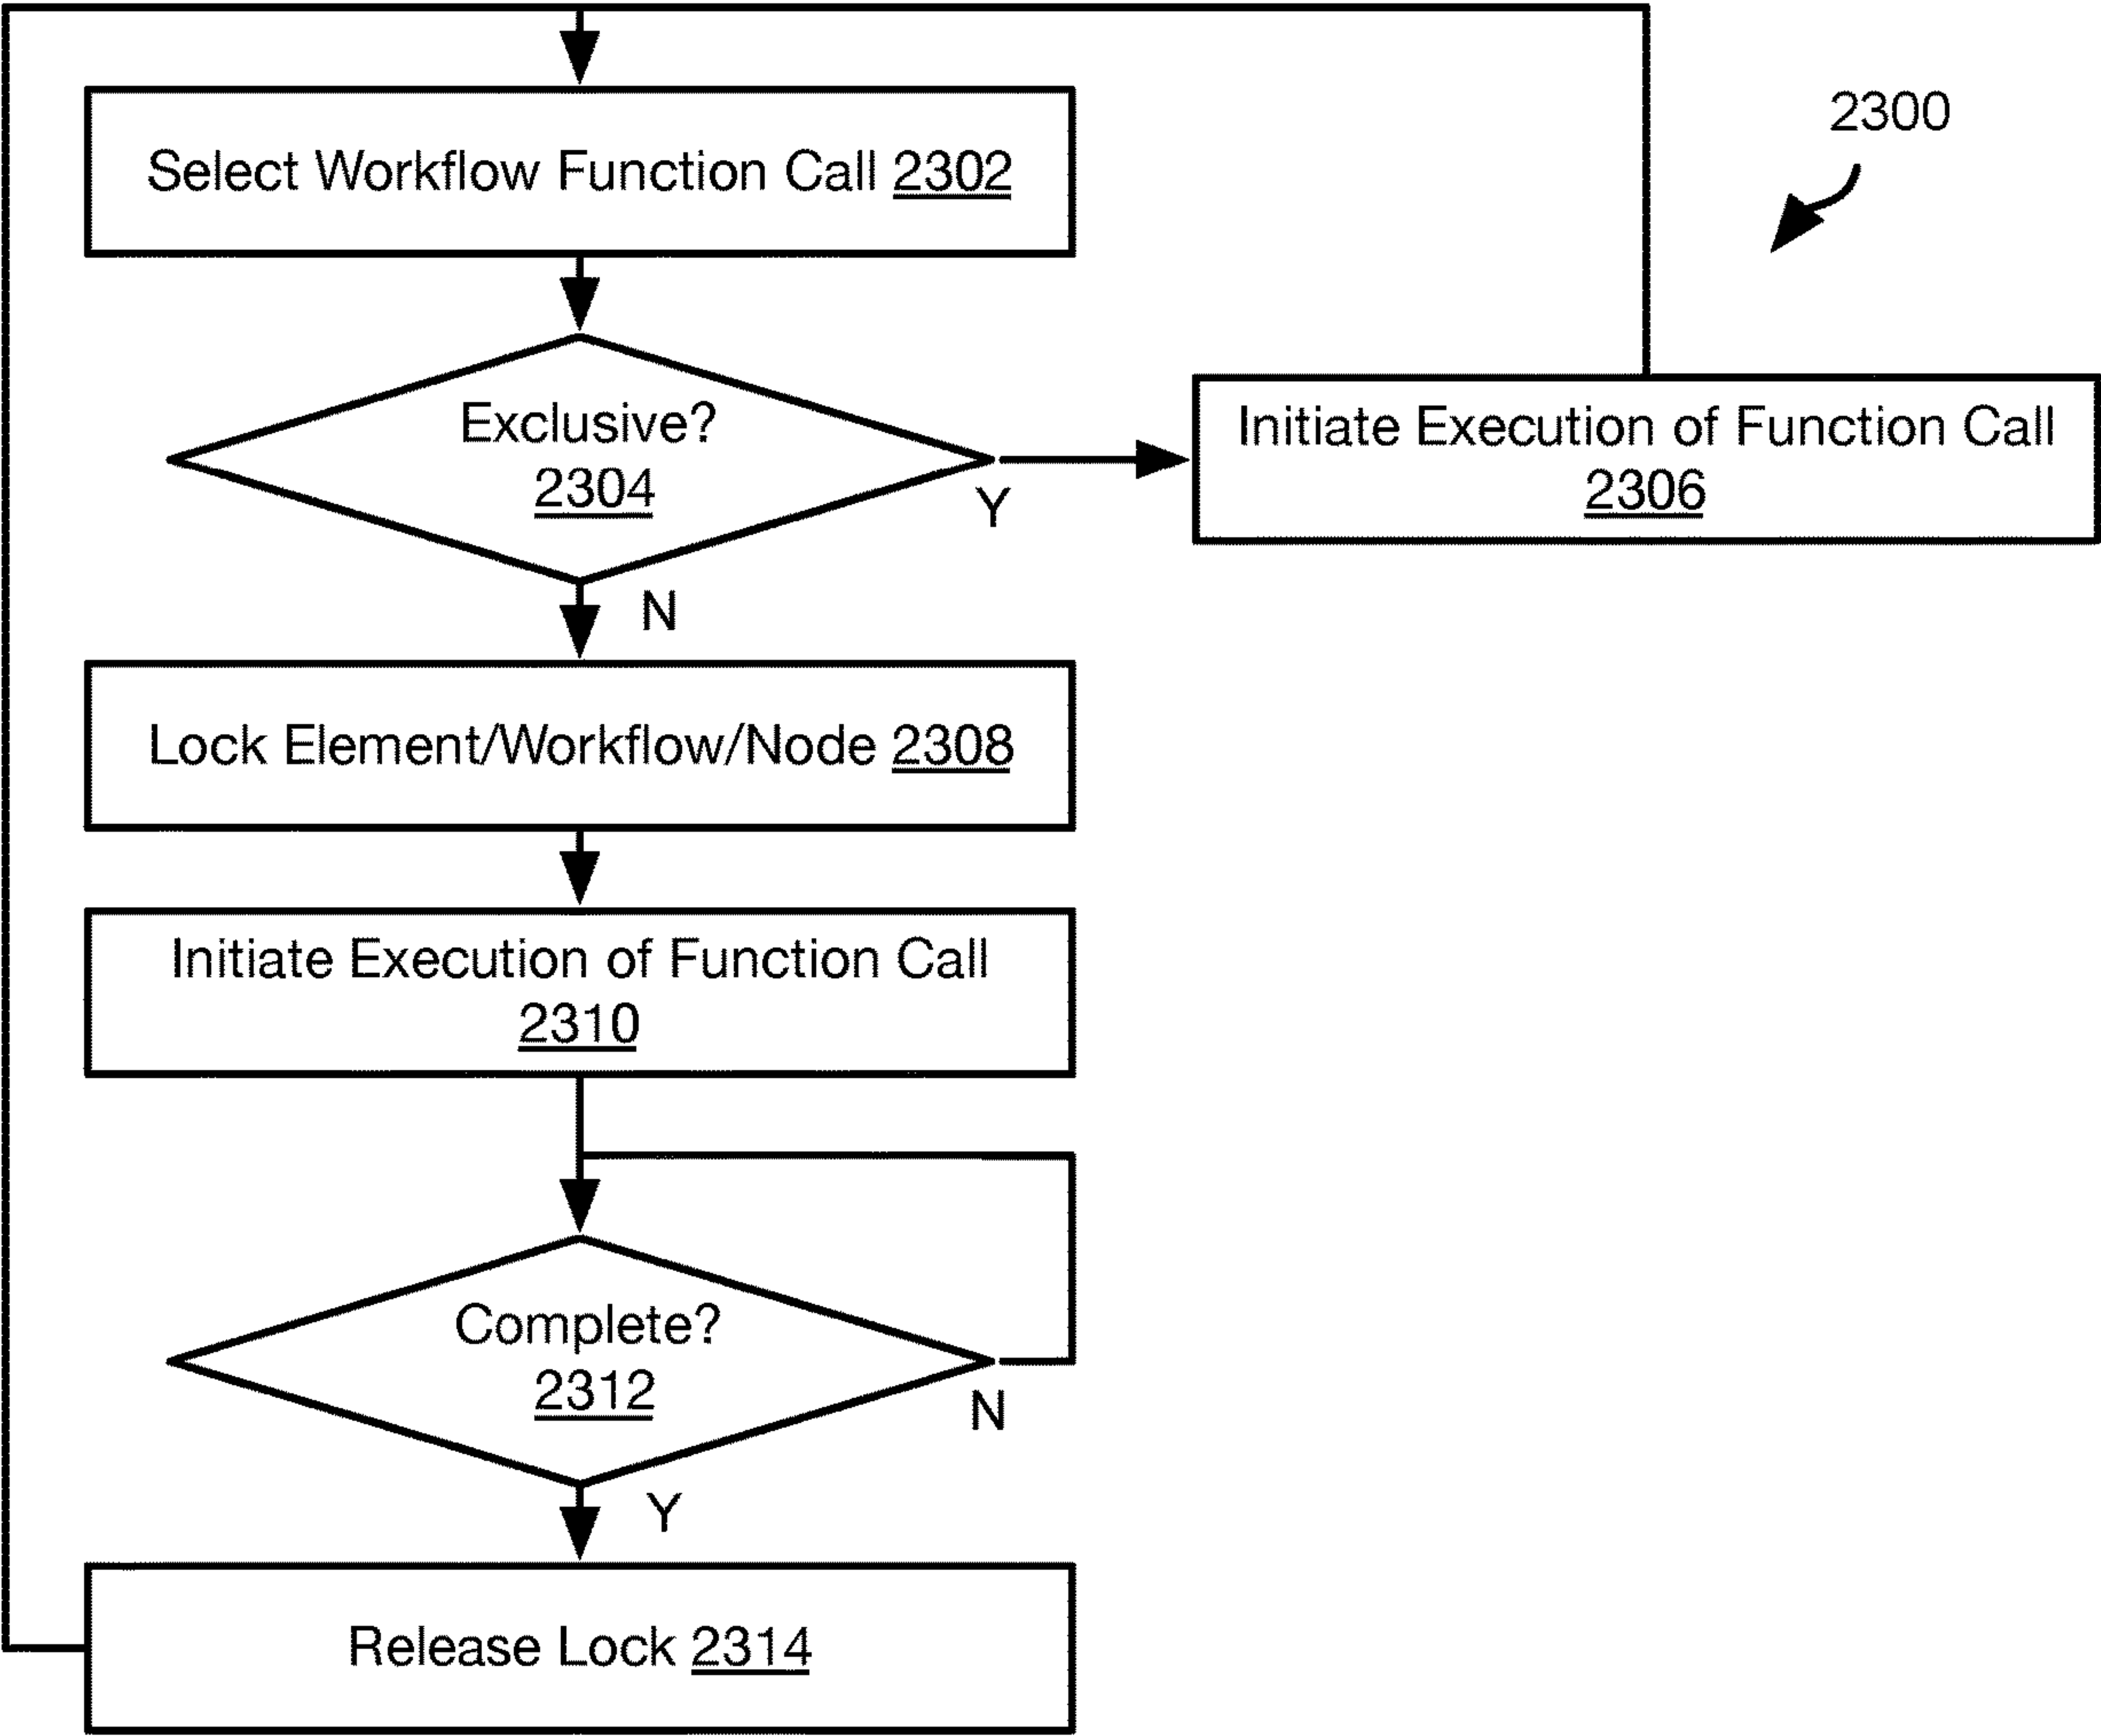 2300
Select Workflow Function Call 2302
Exclusive?
2304
Y
Initiate Execution of Function Call
2306
N
Lock Element/Workflow/Node 2308
Initiate Execution of Function Call
2310
Complete?
2312
N
Y
Release Lock 2314